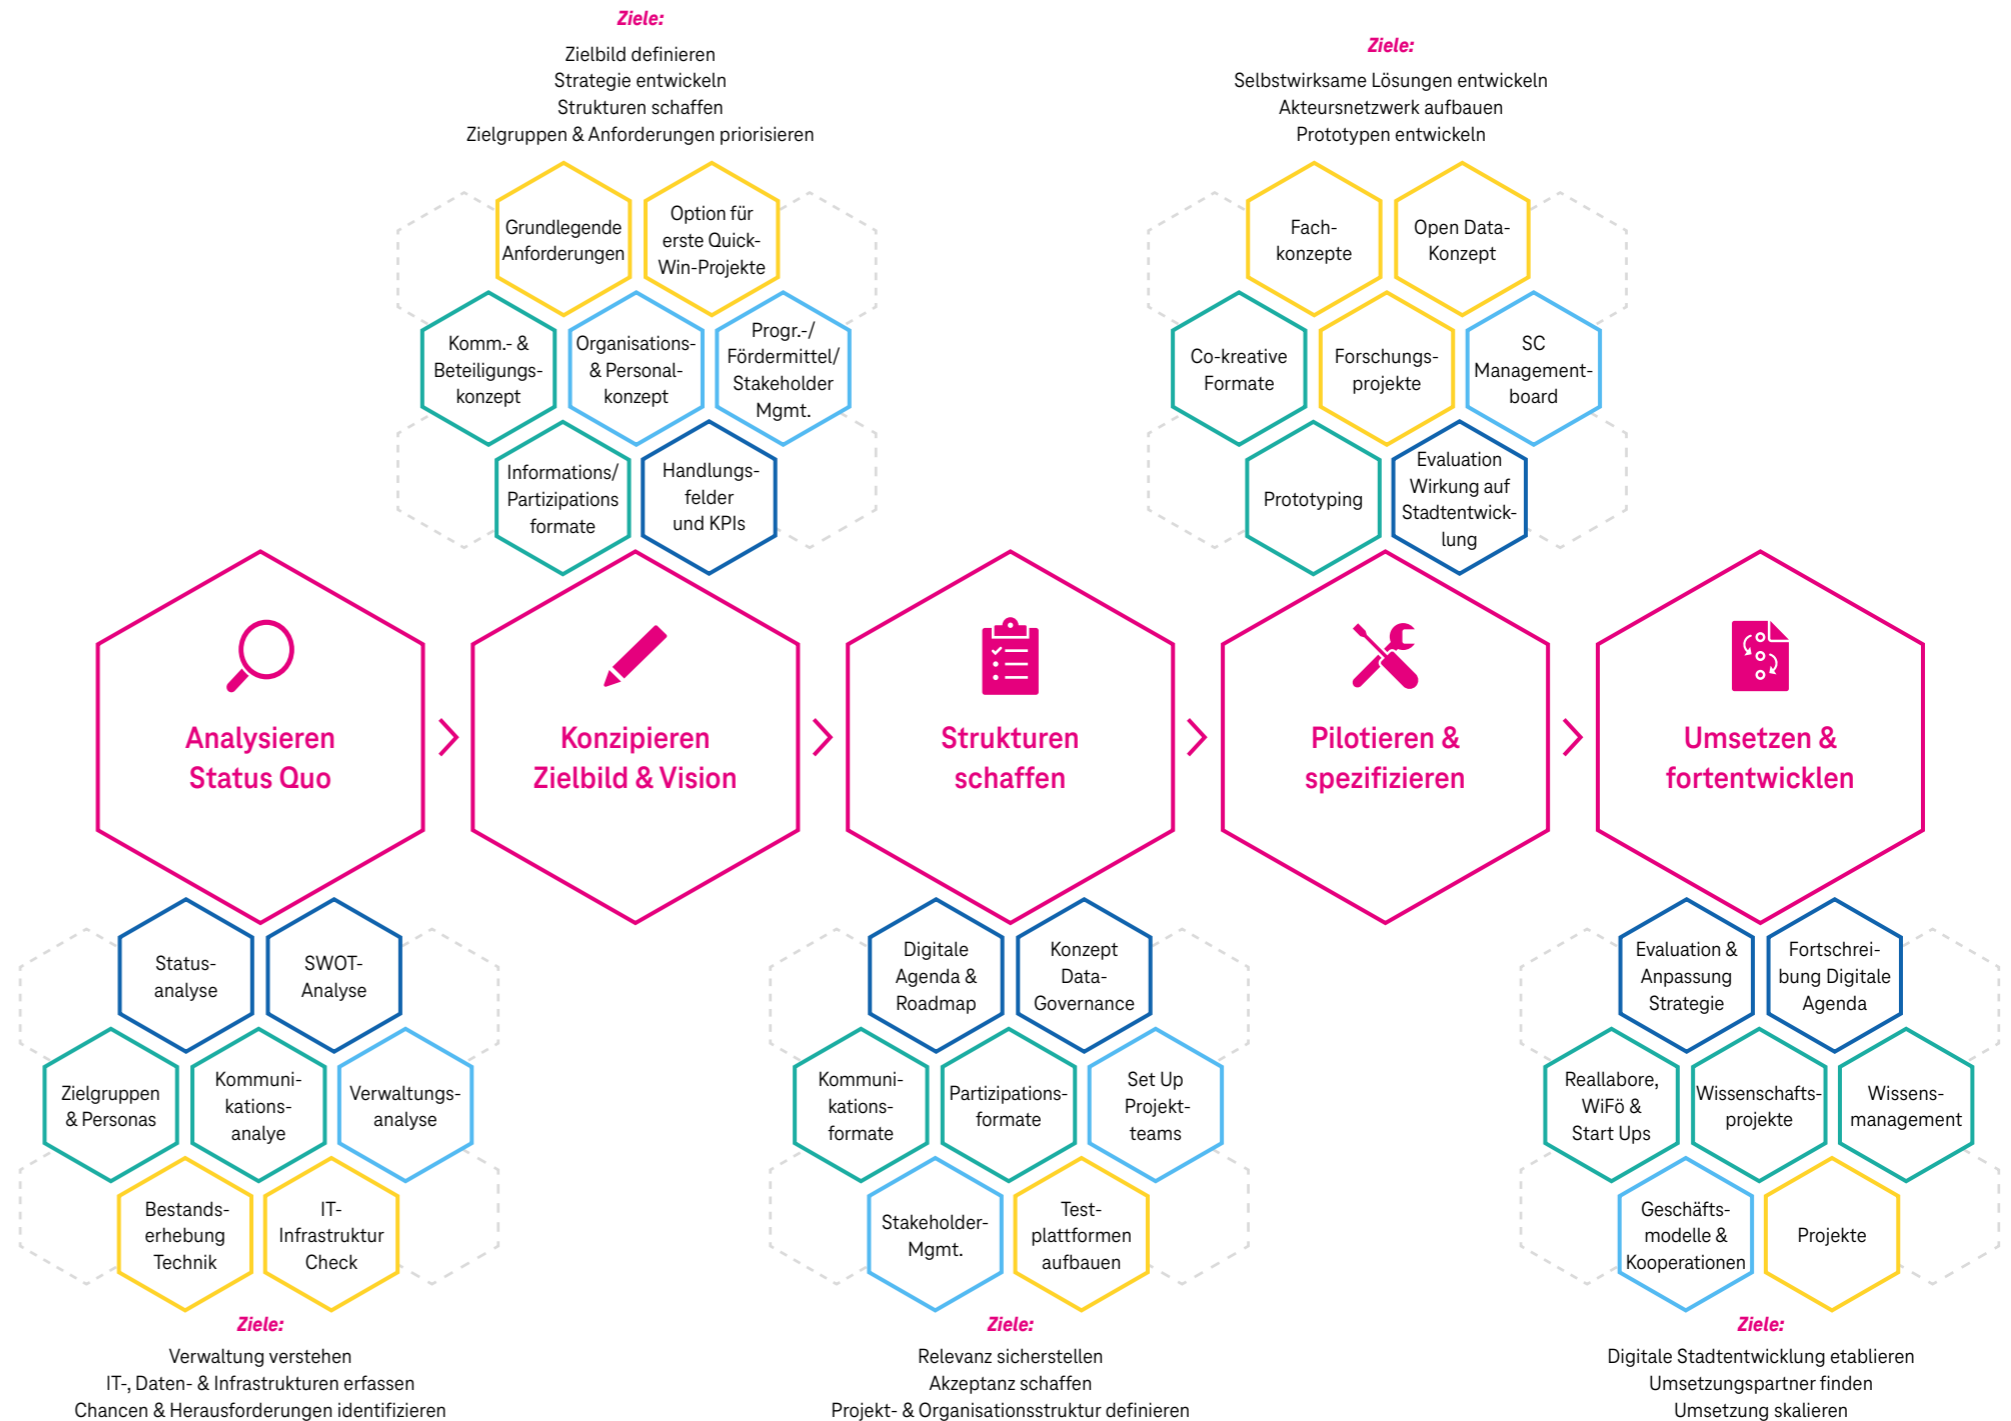 Ziele:
Zielbild definieren
Strategie entwickeln
Strukturen schaffen
Zielgruppen & Anforderungen priorisieren
Grundlegende
Anforderungen
Option für
erste Quick-
Win-Projekte
Komm.- &
Beteiligungs-
konzept
Organisations-
& Personal-
konzept
Progr.-/
Fördermittel/
Stakeholder
Mgmt.
Informations/
Partizipations
formate
Handlungs-
felder
und KPIs
Ziele:
Selbstwirksame Lösungen entwickeln
Akteursnetzwerk aufbauen
Prototypen entwickeln
Fach-
konzepte
Open Data-
Konzept
Co-kreative
Formate
Forschungs-
projekte
SC
Management-
board
Prototyping
Evaluation
Wirkung auf
Stadtentwick-
lung
Analysieren
Status Quo
Konzipieren
Zielbild & Vision
Strukturen
schaffen
Pilotieren &
spezifizieren
Umsetzen &
fortentwicklen
Status-
analyse
SWOT-
Analyse
Zielgruppen
& Personas
Kommuni-
kations-
analye
Verwaltungs-
analyse
Bestands-
erhebung
Technik
IT-
Infrastruktur
Check
Ziele:
Verwaltung verstehen
IT-, Daten- & Infrastrukturen erfassen
Chancen & Herausforderungen identifizieren
Digitale
Agenda &
Roadmap
Konzept
Data-
Governance
Kommuni-
kations-
formate
Partizipations-
formate
Set Up
Projekt-
teams
Stakeholder-
Mgmt.
Test-
plattformen
aufbauen
Ziele:
Relevanz sicherstellen
Akzeptanz schaffen
Projekt- & Organisationsstruktur definieren
Evaluation &
Anpassung
Strategie
Fortschrei-
bung Digitale
Agenda
Reallabore,
WiFö &
Start Ups
Wissenschafts-
projekte
Wissens-
management
Geschäfts-
modelle &
Kooperationen
Projekte
Ziele:
Digitale Stadtentwicklung etablieren
Umsetzungspartner finden
Umsetzung skalieren